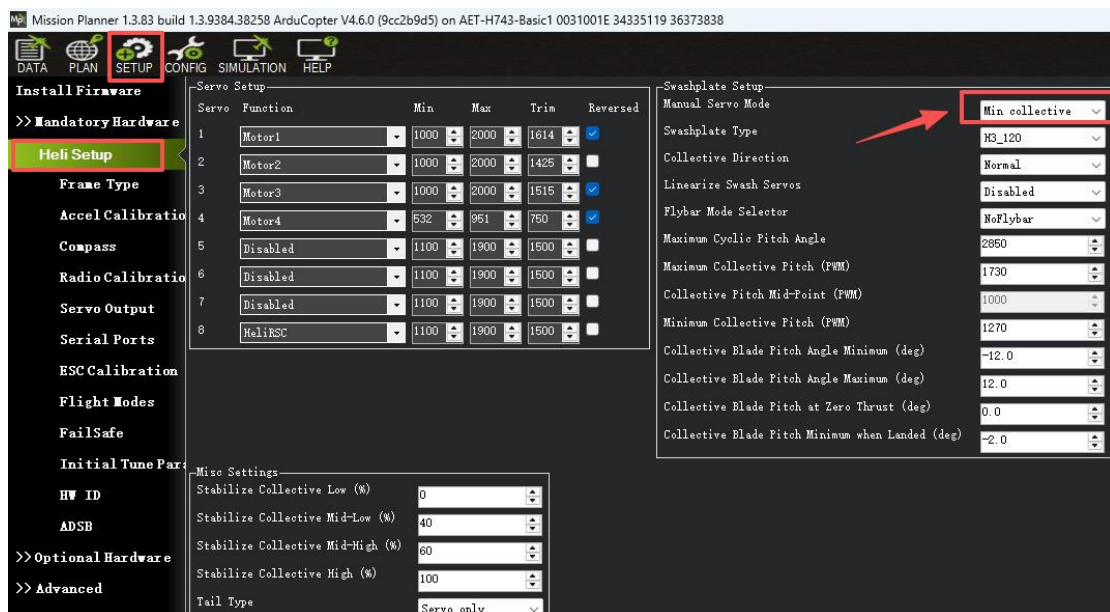 Mission Planner 1.3.83 build 1.3.9384.38258 ArduCopter V4.6.0 (9cc2b9d5) on AET-H743-Basic1 0031001E 34335119 36373838
DATA PLAN SETUP CONFIG SIMULATION HELP
Install Firmware
>> Mandatory Hardware
Heli Setup
Frame Type
Accel Calibratio
Compass
Radio Calibratio
Servo Output
Serial Ports
ESC Calibration
Flight Modes
FailSafe
Initial Tune Para
HW ID
ADSB
>> Optional Hardware
>> Advanced
Servo Setup
Servo Function Min Max Trim Reversed
1 Motor1 1000 2000 1614
2 Motor2 1000 2000 1425
3 Motor3 1000 2000 1515
4 Motor4 532 951 750
5 Disabled 1100 1900 1500
6 Disabled 1100 1900 1500
7 Disabled 1100 1900 1500
8 HeliRSC 1100 1900 1500
Misc Settings
Stabilize Collective Low (%) 0
Stabilize Collective Mid-Low (%) 40
Stabilize Collective Mid-High (%) 60
Stabilize Collective High (%) 100
Tail Type Servo only
Swashplate Setup
Manual Servo Mode Min collective
Swashplate Type H3_120
Collective Direction Normal
Linearize Swash Servos Disabled
Flybar Mode Selector NoFlybar
Maximum Cyclic Pitch Angle 2850
Maximum Collective Pitch (PWM) 1730
Collective Pitch Mid-Point (PWM) 1000
Minimum Collective Pitch (PWM) 1270
Collective Blade Pitch Angle Minimum (deg) -12.0
Collective Blade Pitch Angle Maximum (deg) 12.0
Collective Blade Pitch at Zero Thrust (deg) 0.0
Collective Blade Pitch Minimum when Landed (deg) -2.0